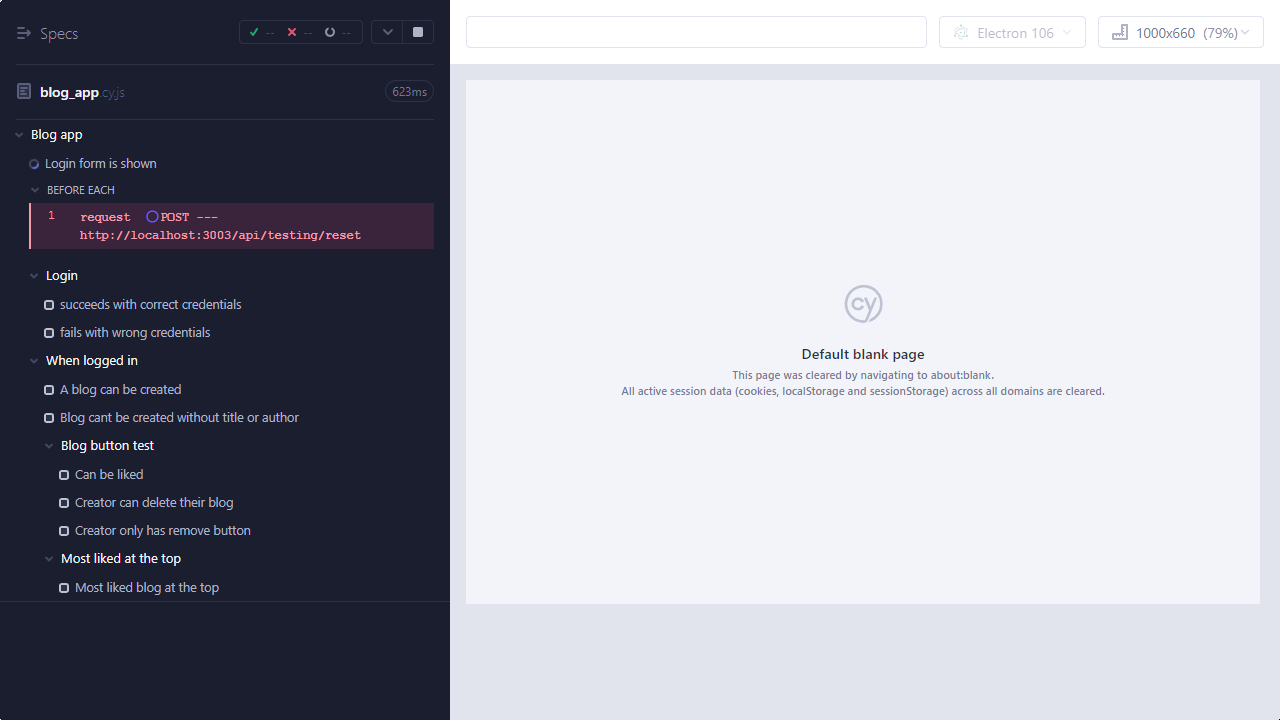 Specs
--
--
--
blog_app.cy.js
623ms
Blog app
Login form is shown
BEFORE EACH
1 request POST ---
http://localhost:3003/api/testing/reset
Login
succeeds with correct credentials
fails with wrong credentials
When logged in
A blog can be created
Blog cant be created without title or author
Blog button test
Can be liked
Creator can delete their blog
Creator only has remove button
Most liked at the top
Most liked blog at the top
Electron 106
1000x660 (79%)
cy
Default blank page
This page was cleared by navigating to about:blank.
All active session data (cookies, localStorage and sessionStorage) across all domains are cleared.